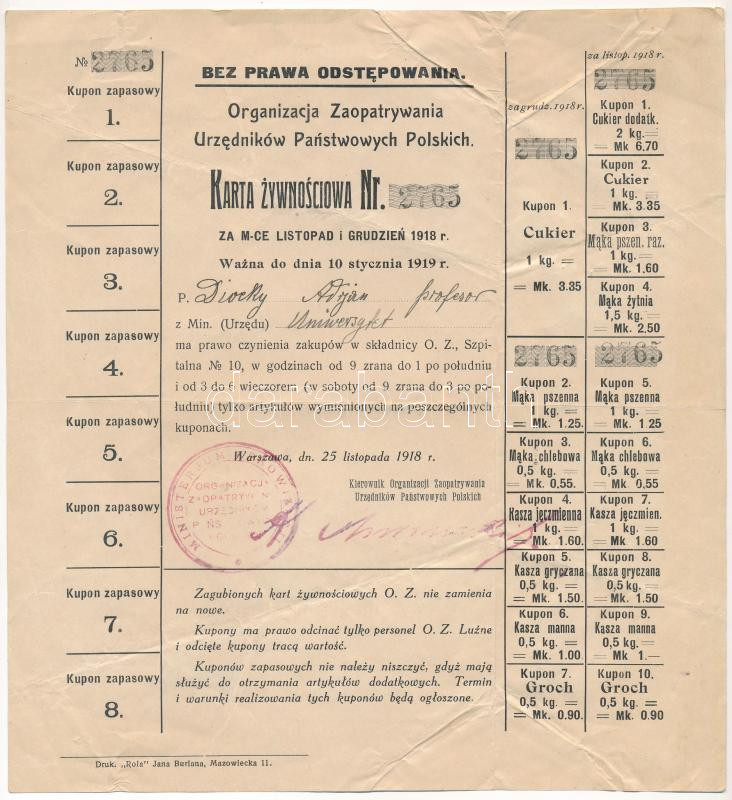 № 2765
Kupon zapasowy
1.
Kupon zapasowy
2.
Kupon zapasowy
3.
Kupon zapasowy
4.
Kupon zapasowy
5.
Kupon zapasowy
6.
Kupon zapasowy
7.
Kupon zapasowy
8.
BEZ PRAWA ODSTĘPOWANIA.
Organizacja Zaopatrywania
Urzędników Państwowych Polskich.
KARTA ŻYWNOŚCIOWA Nr. 2765
ZA M-CE LISTOPAD i GRUDZIEŃ 1918 r.
Ważna do dnia 10 stycznia 1919 r.
P. Diocky Adrjan profesor
z Min. (Urzędu) Uniwersytet
ma prawo czynienia zakupów w składnicy O. Z., Szpi-
talna № 10, w godzinach od 9 zrana do 1 po południu
i od 3 do 6 wieczorem (w soboty od 9 zrana do 3 po po-
łudniu) tylko artykułów wymienionych na poszczególnych
kuponach.
Warszawa, dn. 25 listopada 1918 r.
Kierownik Organizacji Zaopatrywania
Urzędników Państwowych Polskich
MINISTERJUM
ORGANIZACJA
ZAOPATRYW
URZĘDNIKÓW
Zagubionych kart żywnościowych O. Z. nie zamienia
na nowe.
Kupony ma prawo odcinać tylko personel O. Z. Luźne
i odcięte kupony tracą wartość.
Kuponów zapasowych nie należy niszczyć, gdyż mają
służyć do otrzymania artykułów dodatkowych. Termin
i warunki realizowania tych kuponów będą ogłoszone.
za grudz. 1918 r.
2765
Kupon 1.
Cukier
1 kg. =
= Mk. 3.35
2765
Kupon 2.
Mąka pszenna
1 kg. =
= Mk. 1.25.
Kupon 3.
Mąka chlebowa
0,5 kg. =
= Mk. 0.55.
Kupon 4.
Kasza jęczmienna
1 kg. =
= Mk. 1.60.
Kupon 5.
Kasza gryczana
0,5 kg. =
= Mk. 1.50.
Kupon 6.
Kasza manna
0,5 kg. =
= Mk. 1.00
Kupon 7.
Groch
0,5 kg. =
= Mk. 0.90.
za listop. 1918 r.
2765
Kupon 1.
Cukier dodatk.
2 kg. =
= Mk 6,70
Kupon 2.
Cukier
1 kg. =
= Mk. 3.35
Kupon 3.
Mąka pszen. raz.
1 kg. =
= Mk. 1,60
Kupon 4.
Mąka żytnia
1,5 kg. =
= Mk. 2,50
2765
Kupon 5.
Mąka pszenna
1 kg. =
= Mk. 1 25
Kupon 6.
Mąka chlebowa
0,5 kg. =
= Mk. 0,55
Kupon 7.
Kasza jęczmien.
1 kg. =
= Mk. 1.60
Kupon 8.
Kasza gryczana
0,5 kg. =
= Mk. 1.50
Kupon 9.
Kasza manna
0,5 kg. =
= Mk 1.—
Kupon 10.
Groch
0,5 kg. =
= Mk. 0.90
Druk. „Rola" Jana Buriana, Mazowiecka 11.
darabanth